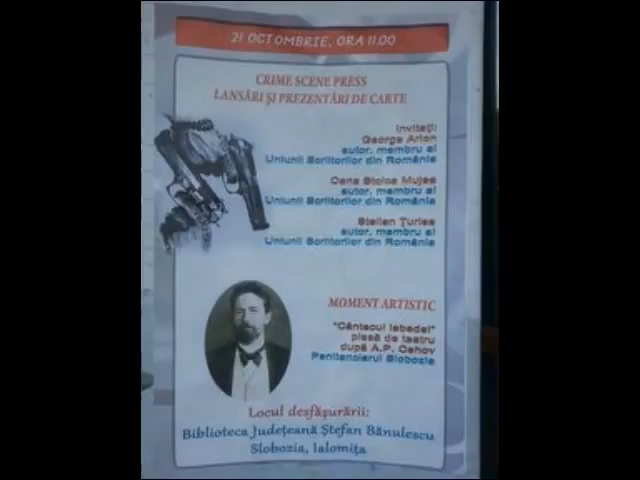 21 OCTOMBRIE, ORA 11.00
CRIME SCENE PRESS
LANSĂRI ȘI PREZENTĂRI DE CARTE
Invitați:
George Arion
autor, membru al
Uniunii Scriitorilor din România
Oana Stoica Mujea
autor, membru al
Uniunii Scriitorilor din România
Stelian Țurlea
autor, membru al
Uniunii Scriitorilor din România
MOMENT ARTISTIC
"Cântecul lebedei"
piesă de teatru
după A.P. Cehov
Penitenciarul Slobozia
Locul desfășurării:
Biblioteca Județeană Ștefan Bănulescu
Slobozia, Ialomița